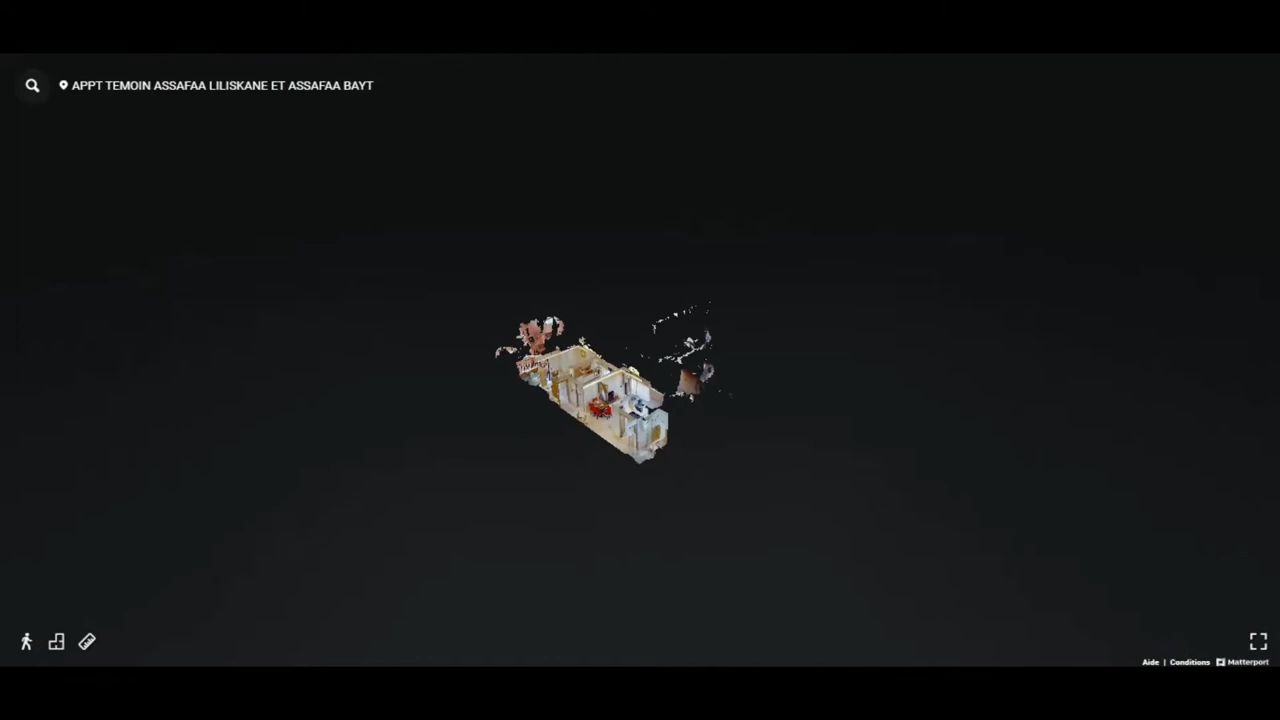 APPT TEMOIN ASSAFAA LILISKANE ET ASSAFAA BAYT
Aide | Conditions Matterport